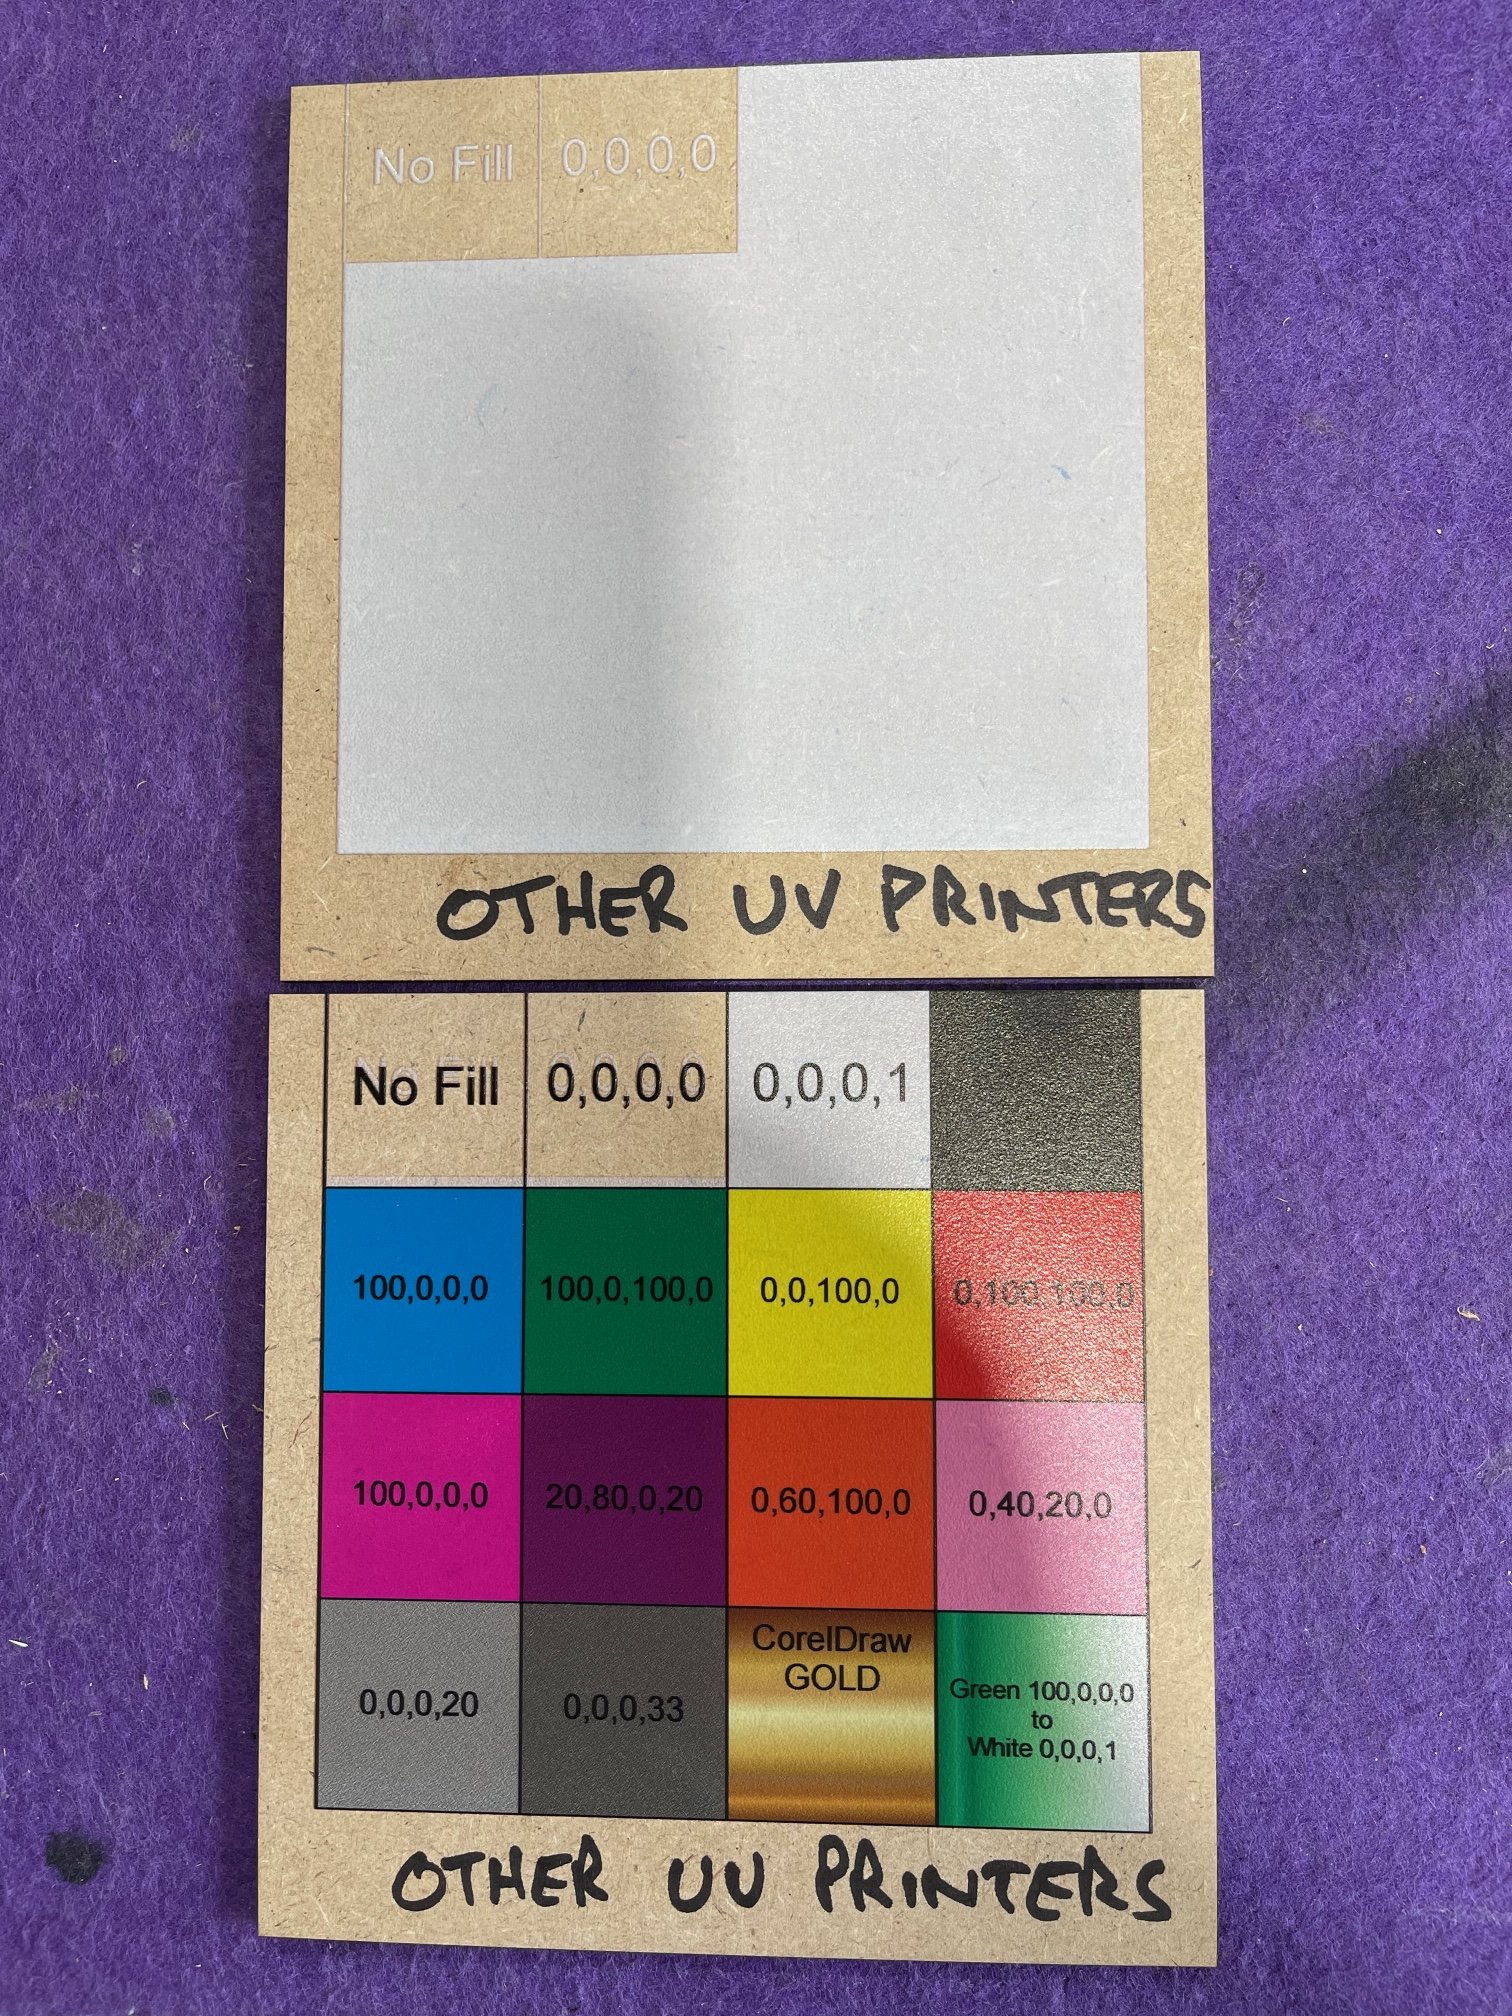 No Fill 0,0,0,0
OTHER UV PRINTERS
No Fill 0,0,0,0 0,0,0,1
100,0,0,0 100,0,100,0 0,0,100,0 0,100,100,0
100,0,0,0 20,80,0,20 0,60,100,0 0,40,20,0
0,0,0,20 0,0,0,33
CorelDraw
GOLD
Green 100,0,0,0
to
White 0,0,0,1
OTHER UV PRINTERS